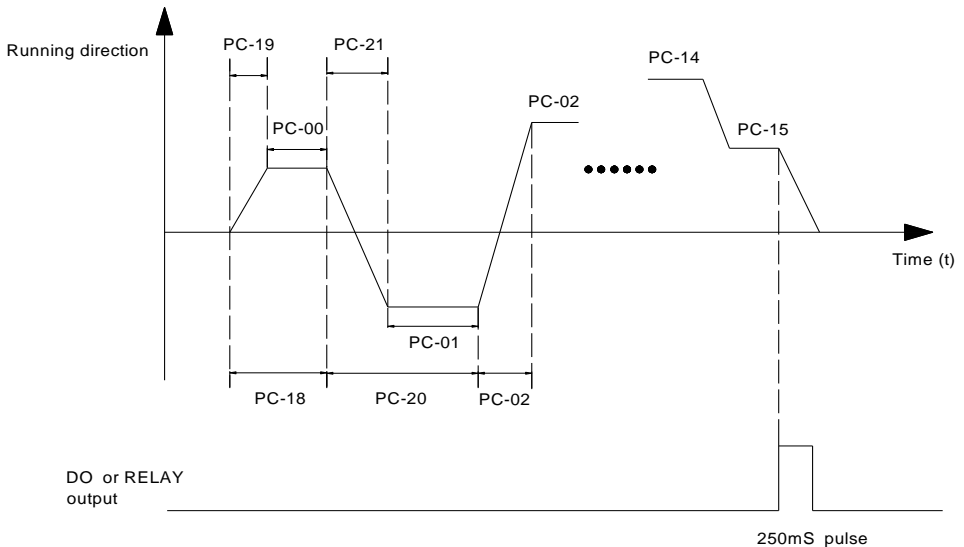 Running direction
PC-19
PC-21
PC-14
PC-00
PC-02
PC-15
Time (t)
PC-01
PC-18
PC-20
PC-02
DO or RELAY
output
250mS pulse